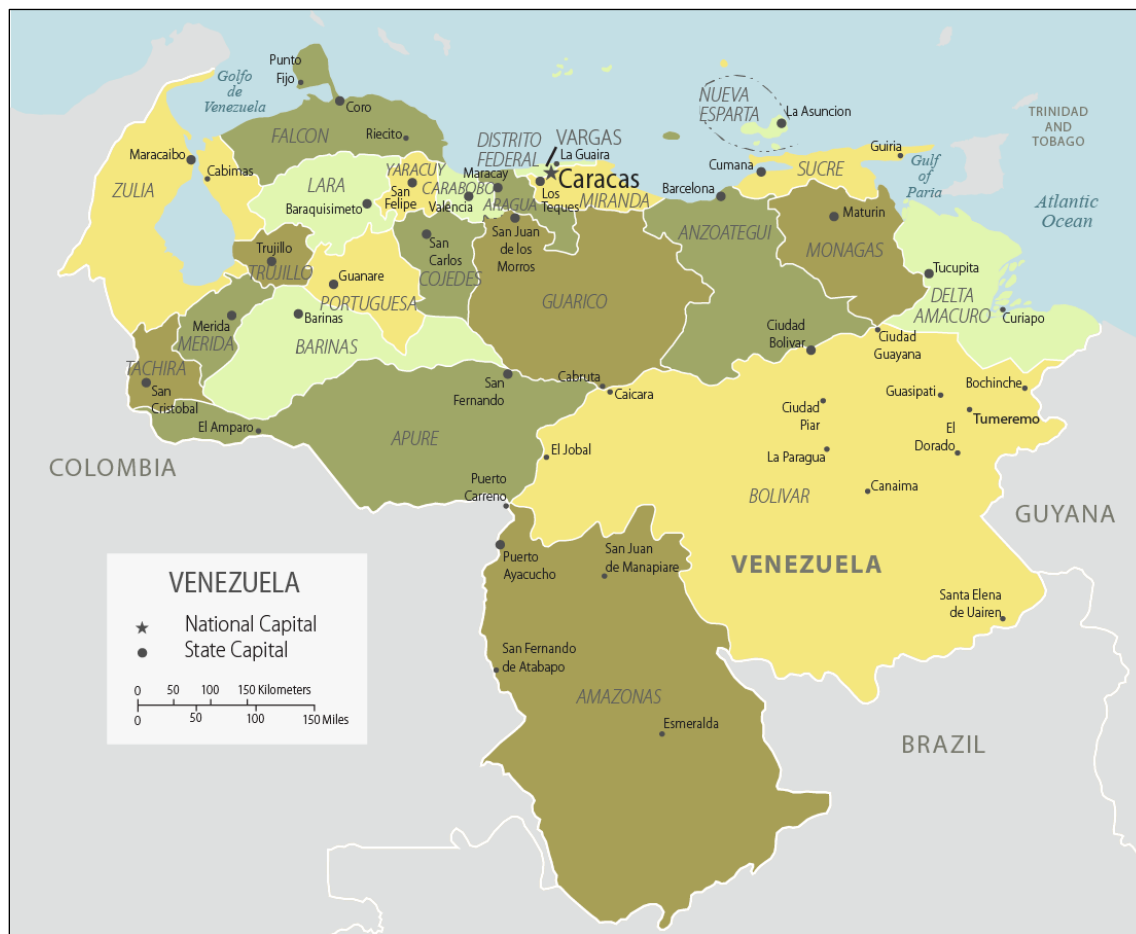 Punto
Fijo
Golfo
de
Venezuela
Coro
FALCON
Riecito
NUEVA
ESPARTA
La Asuncion
TRINIDAD
AND
TOBAGO
DISTRITO
FEDERAL
VARGAS
La Guaira
Caracas
Maracaibo
Cabimas
ZULIA
LARA
Baraquisimeto
YARACUY
San
Felipe
CARABOBO
Maracay
València
ARAGUA
Los
Teques
MIRANDA
Cumana
Barcelona
SUCRE
Guiria
Gulf
of
Paria
Atlantic
Ocean
Trujillo
TRUJILLO
Guanare
PORTUGUESA
San
Carlos
COJEDES
San Juan
de los
Morros
GUARICO
ANZOATEGUI
Maturin
MONAGAS
Tucupita
DELTA
AMACURO
Curiapo
Merida
MERIDA
Barinas
BARINAS
TACHIRA
San
Cristobal
San
Fernando
Cabruta
Caicara
Ciudad
Bolivar
Ciudad
Guayana
Guasipati
Bochinche
Tumeremo
Ciudad
Piar
El
Dorado
El Amparo
APURE
El Jobal
La Paragua
Canaima
BOLIVAR
COLOMBIA
Puerto
Carreno
GUYANA
Puerto
Ayacucho
San Juan
de Manapiare
VENEZUELA
Santa Elena
de Uairen
San Fernando
de Atabapo
AMAZONAS
Esmeralda
BRAZIL
VENEZUELA
National Capital
State Capital
0 50 100 150 Kilometers
0 50 100 150 Miles